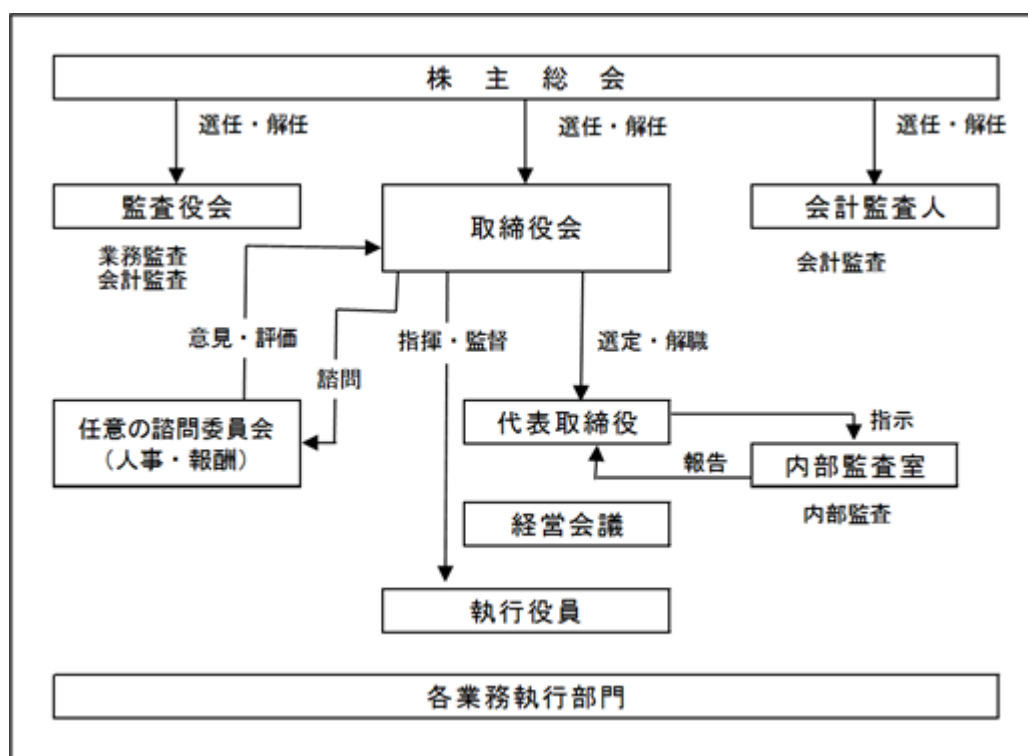 株主総会
選任・解任
選任・解任
選任・解任
監査役会
取締役会
会計監査人
業務監査
会計監査
会計監査
意見・評価
諮問
指揮・監督
選定・解職
任意の諮問委員会
（人事・報酬）
代表取締役
指示
報告
内部監査室
内部監査
経営会議
執行役員
各業務執行部門